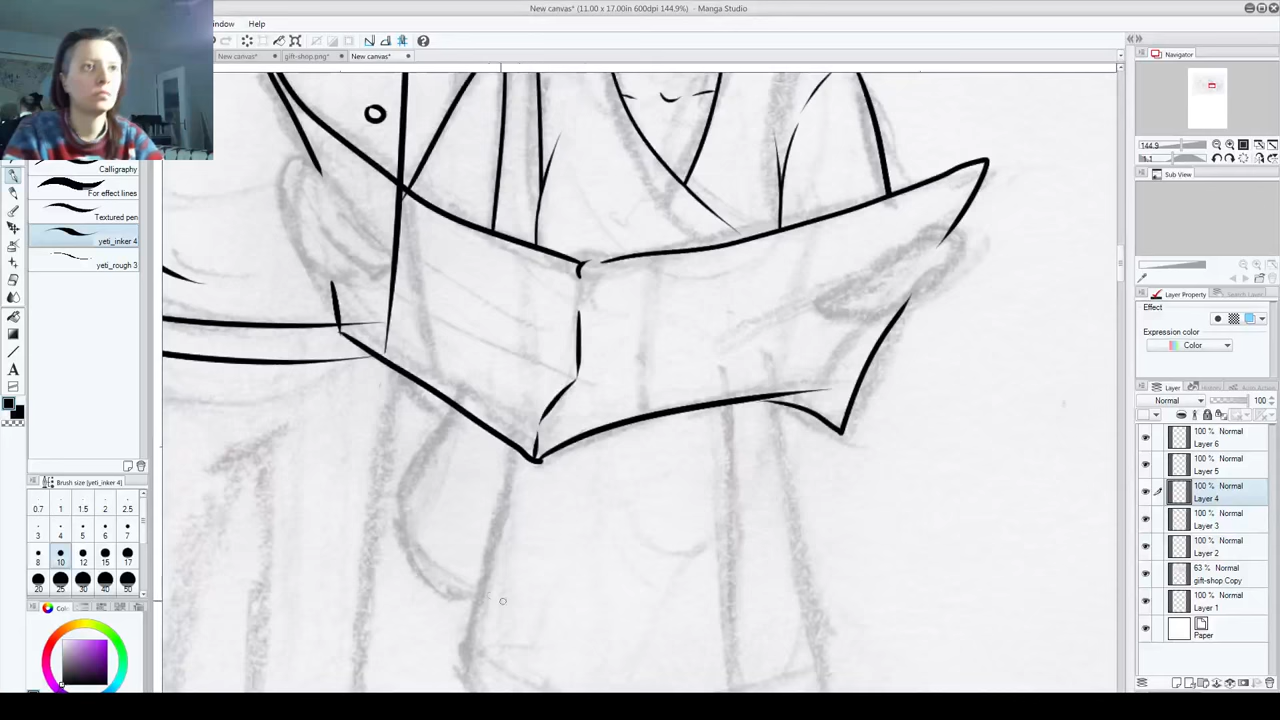 New canvas* (11.00 x 17.00in 600dpi 144.9%) - Manga Studio
Help
New canvas*
gift-shop.png*
New canvas*
Navigator
144.9
Sub View
Layer Property
Effect
Expression color
Color
Layer
Normal
100
100 % Normal
Layer 6
100 % Normal
Layer 5
100 % Normal
Layer 4
100 % Normal
Layer 3
100 % Normal
Layer 2
63 % Normal
gift-shop Copy
100 % Normal
Layer 1
Paper
Calligraphy
For effect lines
Textured pen
yeti_inker 4
yeti_rough 3
Brush size (yeti_inker 4)
0.7 1 1.5 2 2.5
3 4 5 6 7
8 10 12 15 17
20 25 30 40 50